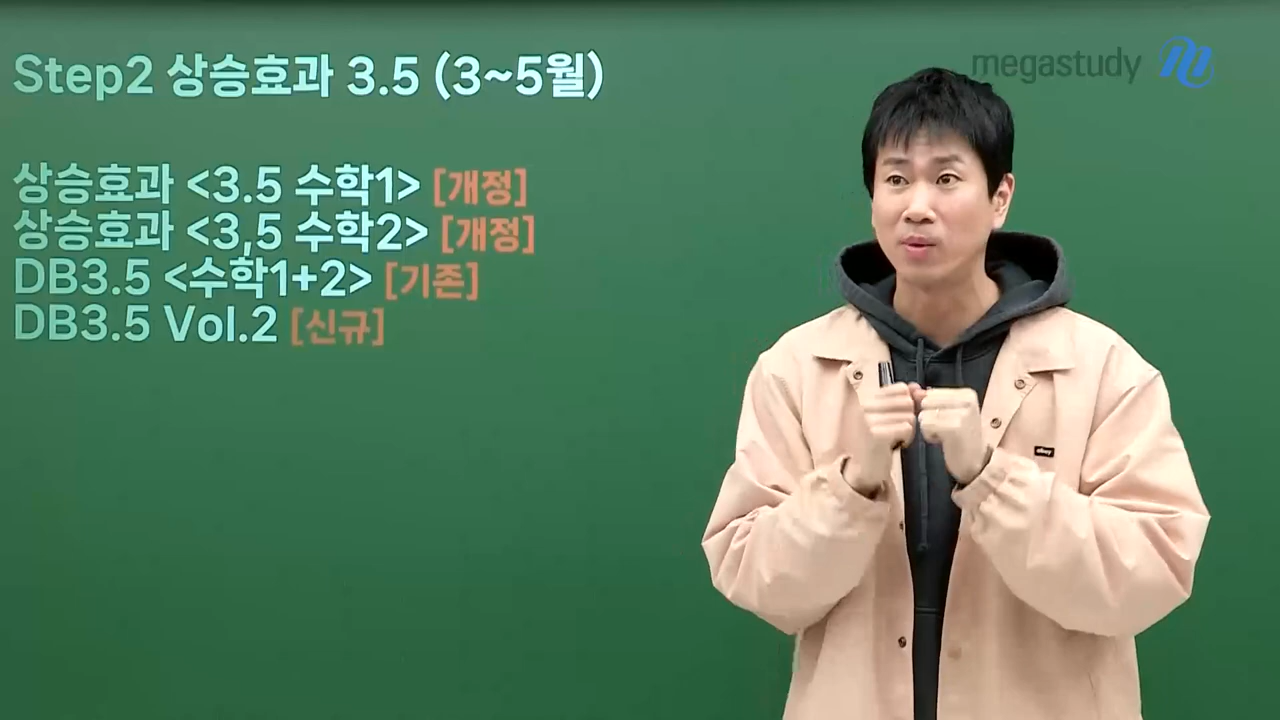 Step2 상승효과 3.5 (3~5월)
megastudy
상승효과 <3.5 수학1> [개정]
상승효과 <3,5 수학2> [개정]
DB3.5 <수학1+2> [기존]
DB3.5 Vol.2 [신규]